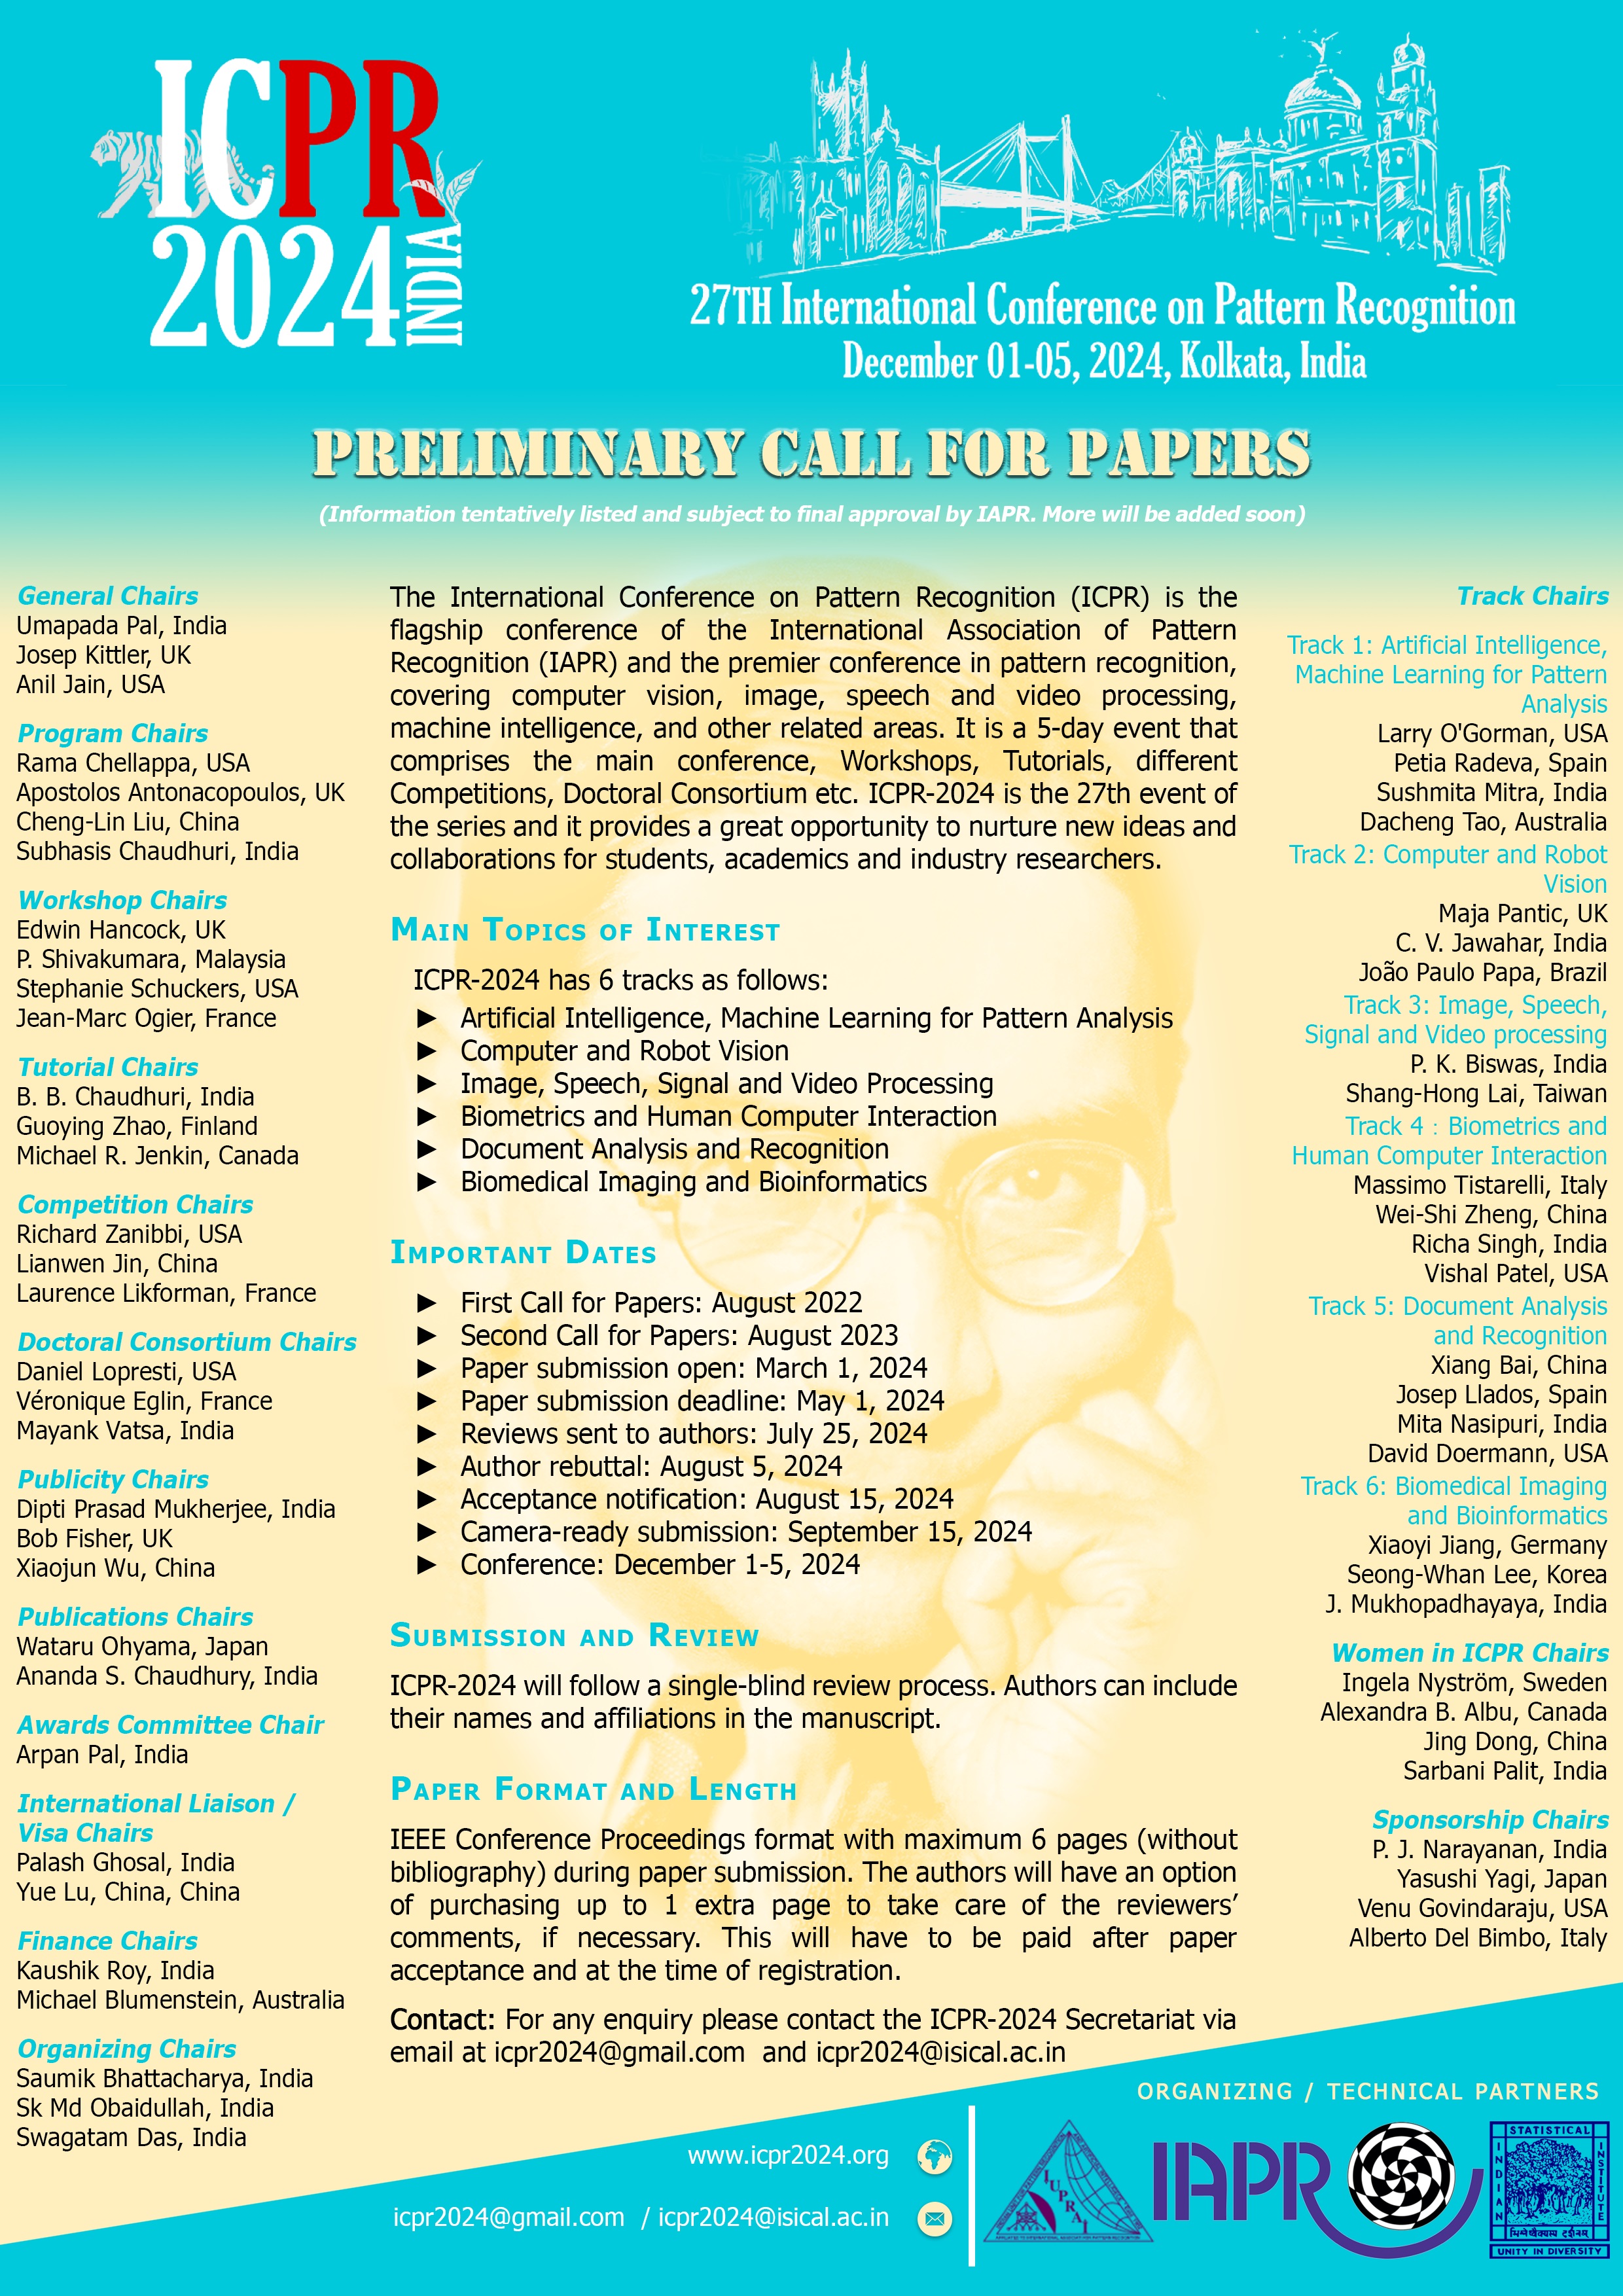 ICPR
2024
INDIA
27TH International Conference on Pattern Recognition
December 01-05, 2024, Kolkata, India
PRELIMINARY CALL FOR PAPERS
(Information tentatively listed and subject to final approval by IAPR. More will be added soon)
General Chairs
Umapada Pal, India
Josep Kittler, UK
Anil Jain, USA
Program Chairs
Rama Chellappa, USA
Apostolos Antonacopoulos, UK
Cheng-Lin Liu, China
Subhasis Chaudhuri, India
Workshop Chairs
Edwin Hancock, UK
P. Shivakumara, Malaysia
Stephanie Schuckers, USA
Jean-Marc Ogier, France
Tutorial Chairs
B. B. Chaudhuri, India
Guoying Zhao, Finland
Michael R. Jenkin, Canada
Competition Chairs
Richard Zanibbi, USA
Lianwen Jin, China
Laurence Likforman, France
Doctoral Consortium Chairs
Daniel Lopresti, USA
Véronique Eglin, France
Mayank Vatsa, India
Publicity Chairs
Dipti Prasad Mukherjee, India
Bob Fisher, UK
Xiaojun Wu, China
Publications Chairs
Wataru Ohyama, Japan
Ananda S. Chaudhury, India
Awards Committee Chair
Arpan Pal, India
International Liaison /
Visa Chairs
Palash Ghosal, India
Yue Lu, China, China
Finance Chairs
Kaushik Roy, India
Michael Blumenstein, Australia
Organizing Chairs
Saumik Bhattacharya, India
Sk Md Obaidullah, India
Swagatam Das, India
The International Conference on Pattern Recognition (ICPR) is the
flagship conference of the International Association of Pattern
Recognition (IAPR) and the premier conference in pattern recognition,
covering computer vision, image, speech and video processing,
machine intelligence, and other related areas. It is a 5-day event that
comprises the main conference, Workshops, Tutorials, different
Competitions, Doctoral Consortium etc. ICPR-2024 is the 27th event of
the series and it provides a great opportunity to nurture new ideas and
collaborations for students, academics and industry researchers.
Main Topics of Interest
ICPR-2024 has 6 tracks as follows:
► Artificial Intelligence, Machine Learning for Pattern Analysis
► Computer and Robot Vision
► Image, Speech, Signal and Video Processing
► Biometrics and Human Computer Interaction
► Document Analysis and Recognition
► Biomedical Imaging and Bioinformatics
Important Dates
► First Call for Papers: August 2022
► Second Call for Papers: August 2023
► Paper submission open: March 1, 2024
► Paper submission deadline: May 1, 2024
► Reviews sent to authors: July 25, 2024
► Author rebuttal: August 5, 2024
► Acceptance notification: August 15, 2024
► Camera-ready submission: September 15, 2024
► Conference: December 1-5, 2024
Submission and Review
ICPR-2024 will follow a single-blind review process. Authors can include
their names and affiliations in the manuscript.
Paper Format and Length
IEEE Conference Proceedings format with maximum 6 pages (without
bibliography) during paper submission. The authors will have an option
of purchasing up to 1 extra page to take care of the reviewers’
comments, if necessary. This will have to be paid after paper
acceptance and at the time of registration.
Contact: For any enquiry please contact the ICPR-2024 Secretariat via
email at icpr2024@gmail.com and icpr2024@isical.ac.in
Track Chairs
Track 1: Artificial Intelligence,
Machine Learning for Pattern
Analysis
Larry O'Gorman, USA
Petia Radeva, Spain
Sushmita Mitra, India
Dacheng Tao, Australia
Track 2: Computer and Robot
Vision
Maja Pantic, UK
C. V. Jawahar, India
João Paulo Papa, Brazil
Track 3: Image, Speech,
Signal and Video processing
P. K. Biswas, India
Shang-Hong Lai, Taiwan
Track 4 : Biometrics and
Human Computer Interaction
Massimo Tistarelli, Italy
Wei-Shi Zheng, China
Richa Singh, India
Vishal Patel, USA
Track 5: Document Analysis
and Recognition
Xiang Bai, China
Josep Llados, Spain
Mita Nasipuri, India
David Doermann, USA
Track 6: Biomedical Imaging
and Bioinformatics
Xiaoyi Jiang, Germany
Seong-Whan Lee, Korea
J. Mukhopadhayaya, India
Women in ICPR Chairs
Ingela Nyström, Sweden
Alexandra B. Albu, Canada
Jing Dong, China
Sarbani Palit, India
Sponsorship Chairs
P. J. Narayanan, India
Yasushi Yagi, Japan
Venu Govindaraju, USA
Alberto Del Bimbo, Italy
ORGANIZING / TECHNICAL PARTNERS
www.icpr2024.org
icpr2024@gmail.com / icpr2024@isical.ac.in
IUPRAI
IAPR
INDIAN
STATISTICAL
INSTITUTE
UNITY IN DIVERSITY